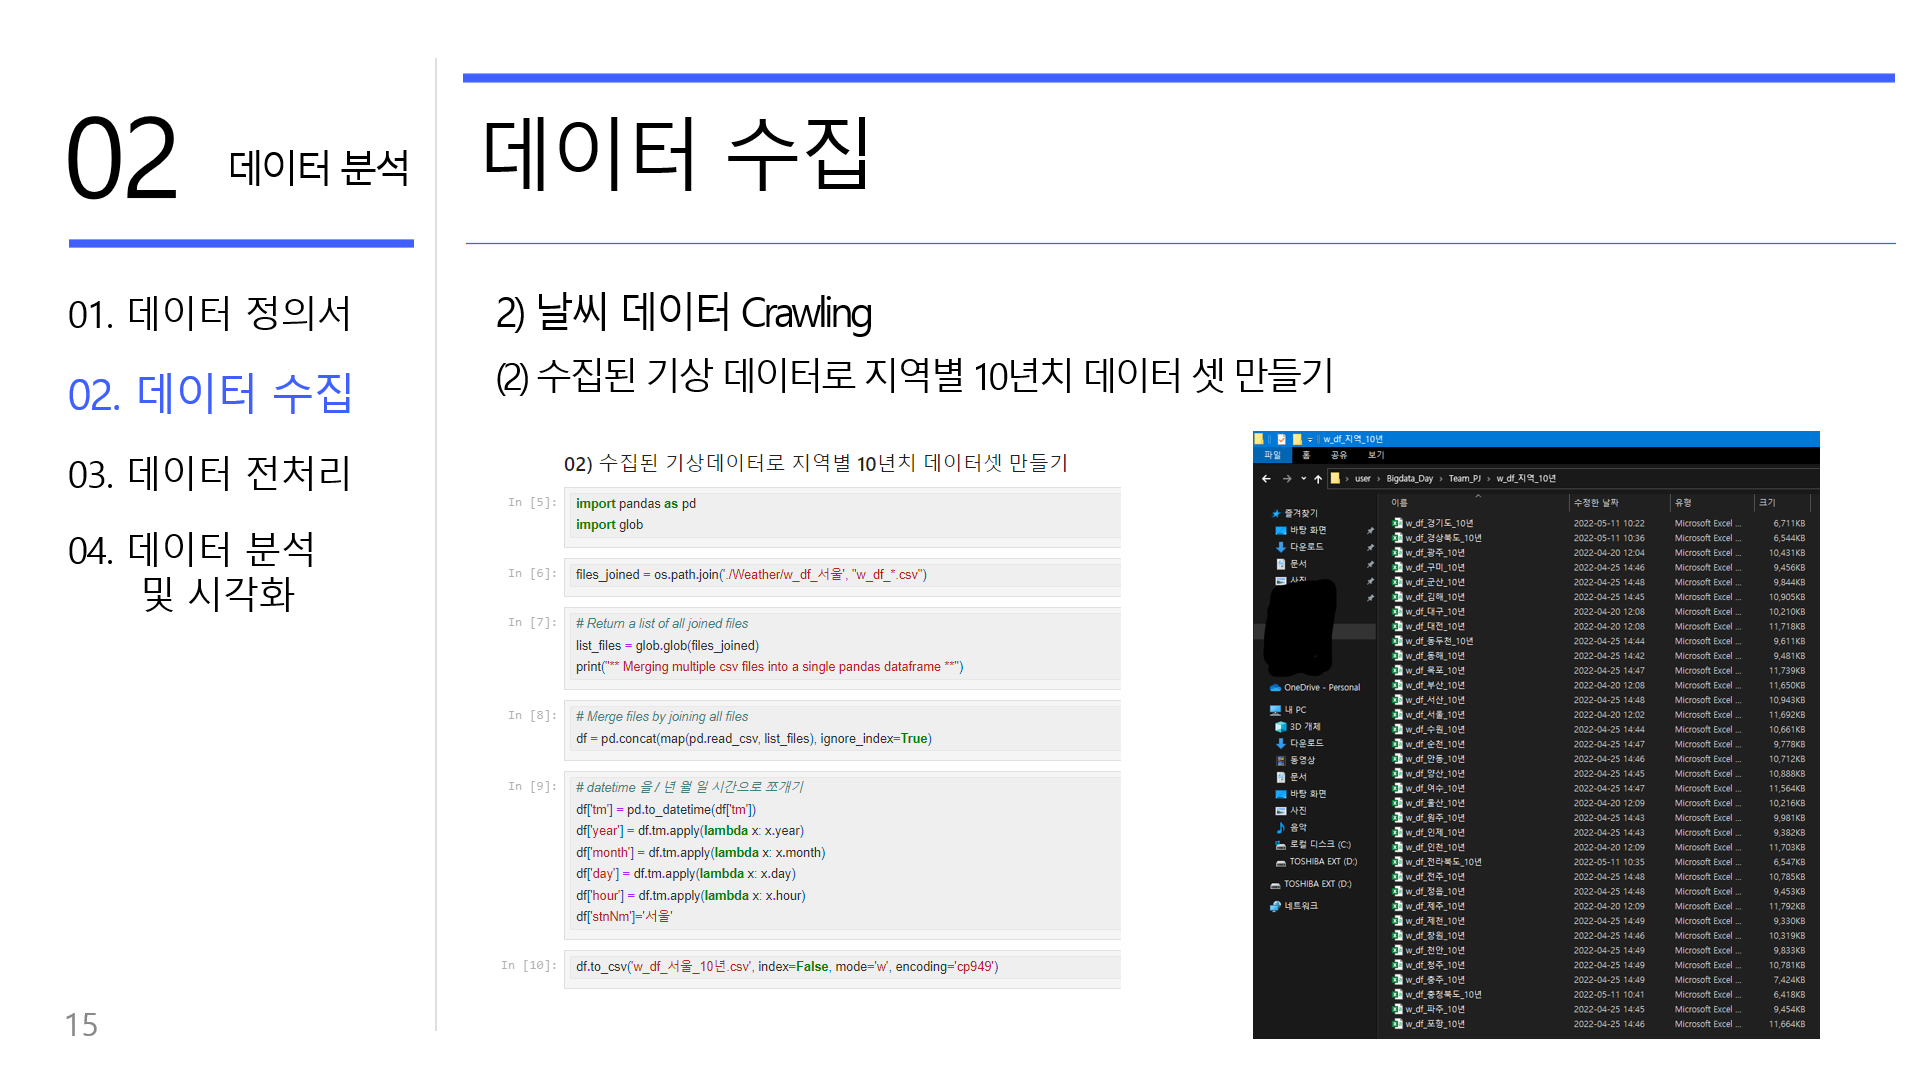 02 데이터 분석
01. 데이터 정의서
02. 데이터 수집
03. 데이터 전처리
04. 데이터 분석
및 시각화
15
데이터 수집
2) 날씨 데이터 Crawling
(2) 수집된 기상 데이터로 지역별 10년치 데이터 셋 만들기
02) 수집된 기상데이터로 지역별 10년치 데이터셋 만들기
In [5]: import pandas as pd
import glob
In [6]: files_joined = os.path.join('./Weather/w_df_서울', "w_df_*.csv")
In [7]: # Return a list of all joined files
list_files = glob.glob(files_joined)
print("** Merging multiple csv files into a single pandas dataframe **")
In [8]: # Merge files by joining all files
df = pd.concat(map(pd.read_csv, list_files), ignore_index=True)
In [9]: # datetime 을 / 년 월 일 시간으로 쪼개기
df['tm'] = pd.to_datetime(df['tm'])
df['year'] = df.tm.apply(lambda x: x.year)
df['month'] = df.tm.apply(lambda x: x.month)
df['day'] = df.tm.apply(lambda x: x.day)
df['hour'] = df.tm.apply(lambda x: x.hour)
df['stnNm']='서울'
In [10]: df.to_csv('w_df_서울_10년.csv', index=False, mode='w', encoding='cp949')
w_df_지역_10년
파일 홈 공유 보기
user › Bigdata_Day › Team_PJ › w_df_지역_10년
즐겨찾기
바탕 화면
다운로드
문서
사진
OneDrive - Personal
내 PC
3D 개체
다운로드
동영상
문서
바탕 화면
사진
음악
로컬 디스크 (C:)
TOSHIBA EXT (D:)
TOSHIBA EXT (D:)
네트워크
이름 수정한 날짜 유형 크기
w_df_경기도_10년 2022-05-11 10:22 Microsoft Excel ... 6,711KB
w_df_경상북도_10년 2022-05-11 10:36 Microsoft Excel ... 6,544KB
w_df_광주_10년 2022-04-20 12:04 Microsoft Excel ... 10,431KB
w_df_구미_10년 2022-04-25 14:46 Microsoft Excel ... 9,456KB
w_df_군산_10년 2022-04-25 14:48 Microsoft Excel ... 9,844KB
w_df_김해_10년 2022-04-25 14:45 Microsoft Excel ... 10,905KB
w_df_대구_10년 2022-04-20 12:08 Microsoft Excel ... 10,210KB
w_df_대전_10년 2022-04-20 12:08 Microsoft Excel ... 11,718KB
w_df_동두천_10년 2022-04-25 14:44 Microsoft Excel ... 9,611KB
w_df_동해_10년 2022-04-25 14:42 Microsoft Excel ... 9,481KB
w_df_목포_10년 2022-04-25 14:47 Microsoft Excel ... 11,739KB
w_df_부산_10년 2022-04-20 12:08 Microsoft Excel ... 11,650KB
w_df_서산_10년 2022-04-25 14:48 Microsoft Excel ... 10,943KB
w_df_서울_10년 2022-04-20 12:02 Microsoft Excel ... 11,692KB
w_df_수원_10년 2022-04-25 14:44 Microsoft Excel ... 10,661KB
w_df_순천_10년 2022-04-25 14:47 Microsoft Excel ... 9,778KB
w_df_안동_10년 2022-04-25 14:46 Microsoft Excel ... 10,712KB
w_df_양산_10년 2022-04-25 14:45 Microsoft Excel ... 10,888KB
w_df_여수_10년 2022-04-25 14:47 Microsoft Excel ... 11,564KB
w_df_울산_10년 2022-04-20 12:09 Microsoft Excel ... 10,216KB
w_df_원주_10년 2022-04-25 14:43 Microsoft Excel ... 9,981KB
w_df_인제_10년 2022-04-25 14:43 Microsoft Excel ... 9,382KB
w_df_인천_10년 2022-04-20 12:09 Microsoft Excel ... 11,703KB
w_df_전라북도_10년 2022-05-11 10:35 Microsoft Excel ... 6,547KB
w_df_전주_10년 2022-04-25 14:48 Microsoft Excel ... 10,785KB
w_df_정읍_10년 2022-04-25 14:48 Microsoft Excel ... 9,453KB
w_df_제주_10년 2022-04-20 12:09 Microsoft Excel ... 11,792KB
w_df_제천_10년 2022-04-25 14:49 Microsoft Excel ... 9,330KB
w_df_창원_10년 2022-04-25 14:46 Microsoft Excel ... 10,319KB
w_df_천안_10년 2022-04-25 14:49 Microsoft Excel ... 9,833KB
w_df_청주_10년 2022-04-25 14:49 Microsoft Excel ... 10,781KB
w_df_충주_10년 2022-04-25 14:49 Microsoft Excel ... 7,424KB
w_df_충청북도_10년 2022-05-11 10:41 Microsoft Excel ... 6,418KB
w_df_파주_10년 2022-04-25 14:45 Microsoft Excel ... 9,454KB
w_df_포항_10년 2022-04-25 14:46 Microsoft Excel ... 11,664KB